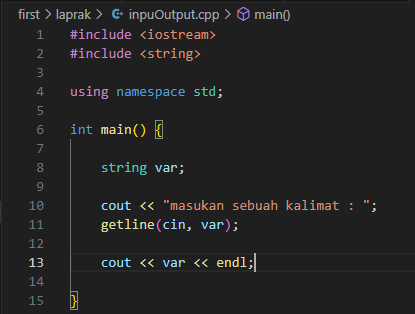 first > laprak > inpuOutput.cpp > main()
1 #include <iostream>
2 #include <string>
3
4 using namespace std;
5
6 int main() {
7
8 string var;
9
10 cout << "masukan sebuah kalimat : ";
11 getline(cin, var);
12
13 cout << var << endl;
14
15 }